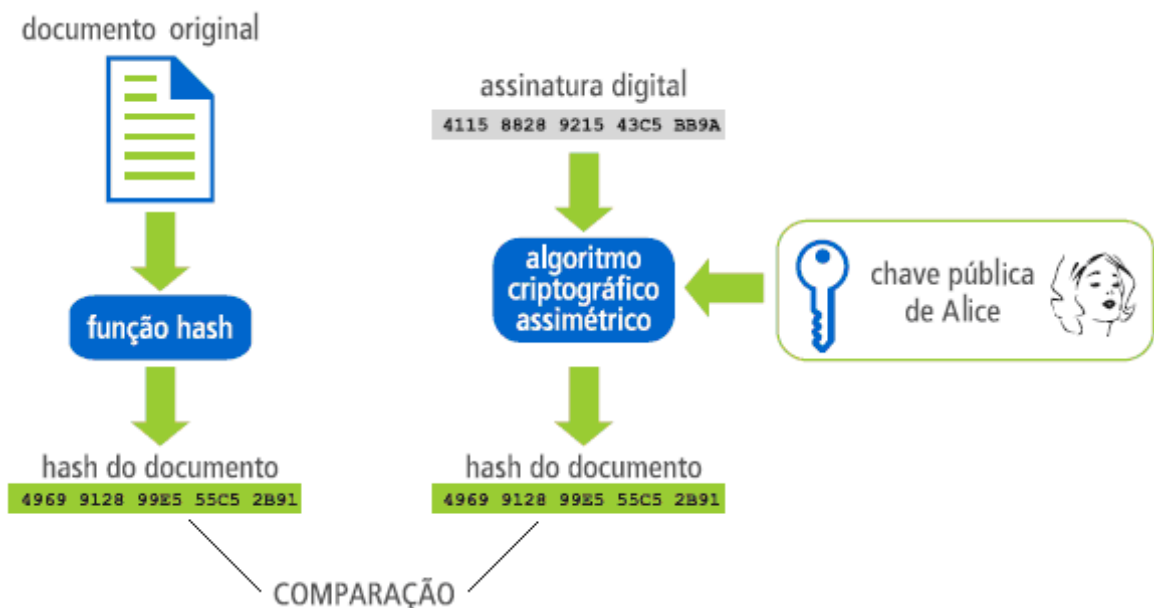 documento original
função hash
hash do documento
4969 9128 99E5 55C5 2B91
assinatura digital
4115 8828 9215 43C5 BB9A
algoritmo
criptográfico
assimétrico
chave pública
de Alice
hash do documento
4969 9128 99E5 55C5 2B91
COMPARAÇÃO